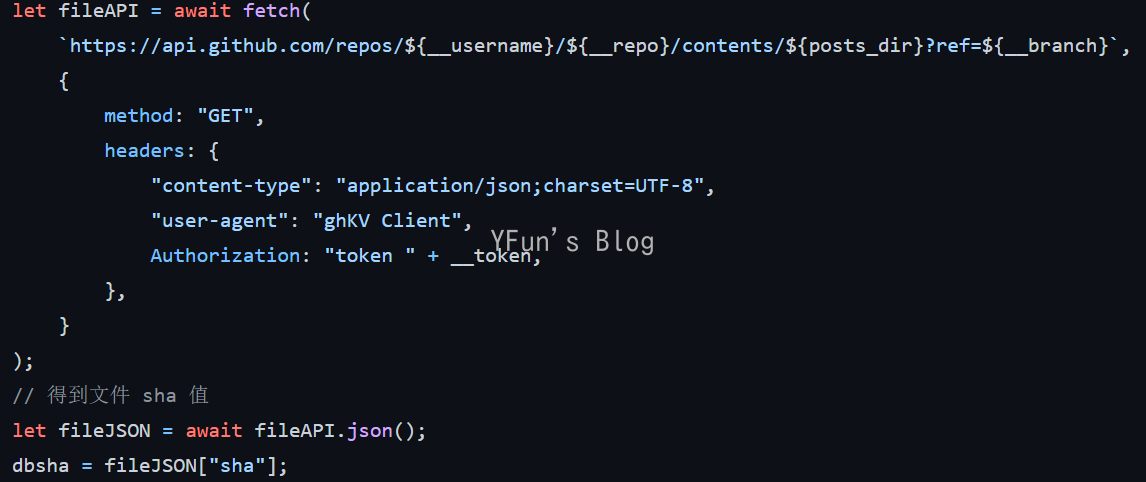 let fileAPI = await fetch(
`https://api.github.com/repos/${__username}/${__repo}/contents/${posts_dir}?ref=${__branch}`,
{
method: "GET",
headers: {
"content-type": "application/json;charset=UTF-8",
"user-agent": "ghKV Client",
YFun's Blog
Authorization: "token " + __token,
},
}
);
// 得到文件 sha 值
let fileJSON = await fileAPI.json();
dbsha = fileJSON["sha"];